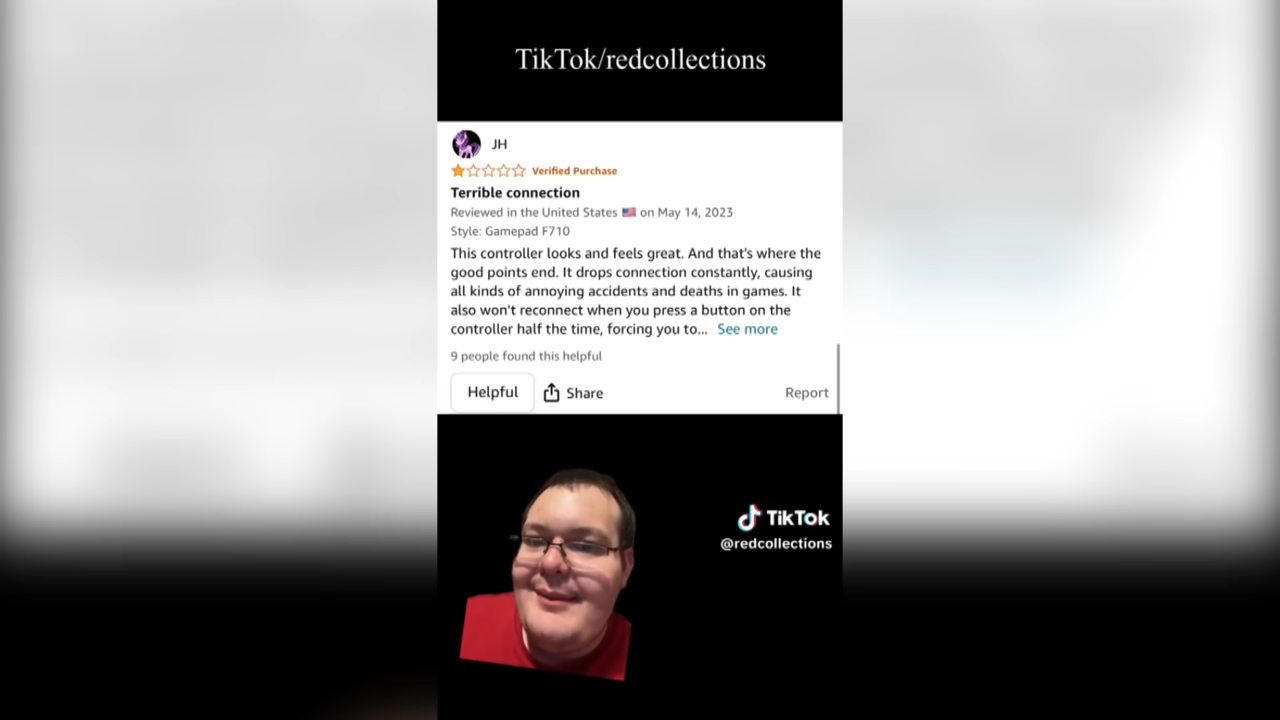 TikTok/redcollections
JH
Verified Purchase
Terrible connection
Reviewed in the United States 🇺🇸 on May 14, 2023
Style: Gamepad F710
This controller looks and feels great. And that's where the
good points end. It drops connection constantly, causing
all kinds of annoying accidents and deaths in games. It
also won't reconnect when you press a button on the
controller half the time, forcing you to... See more
9 people found this helpful
Helpful Share Report
TikTok
@redcollections